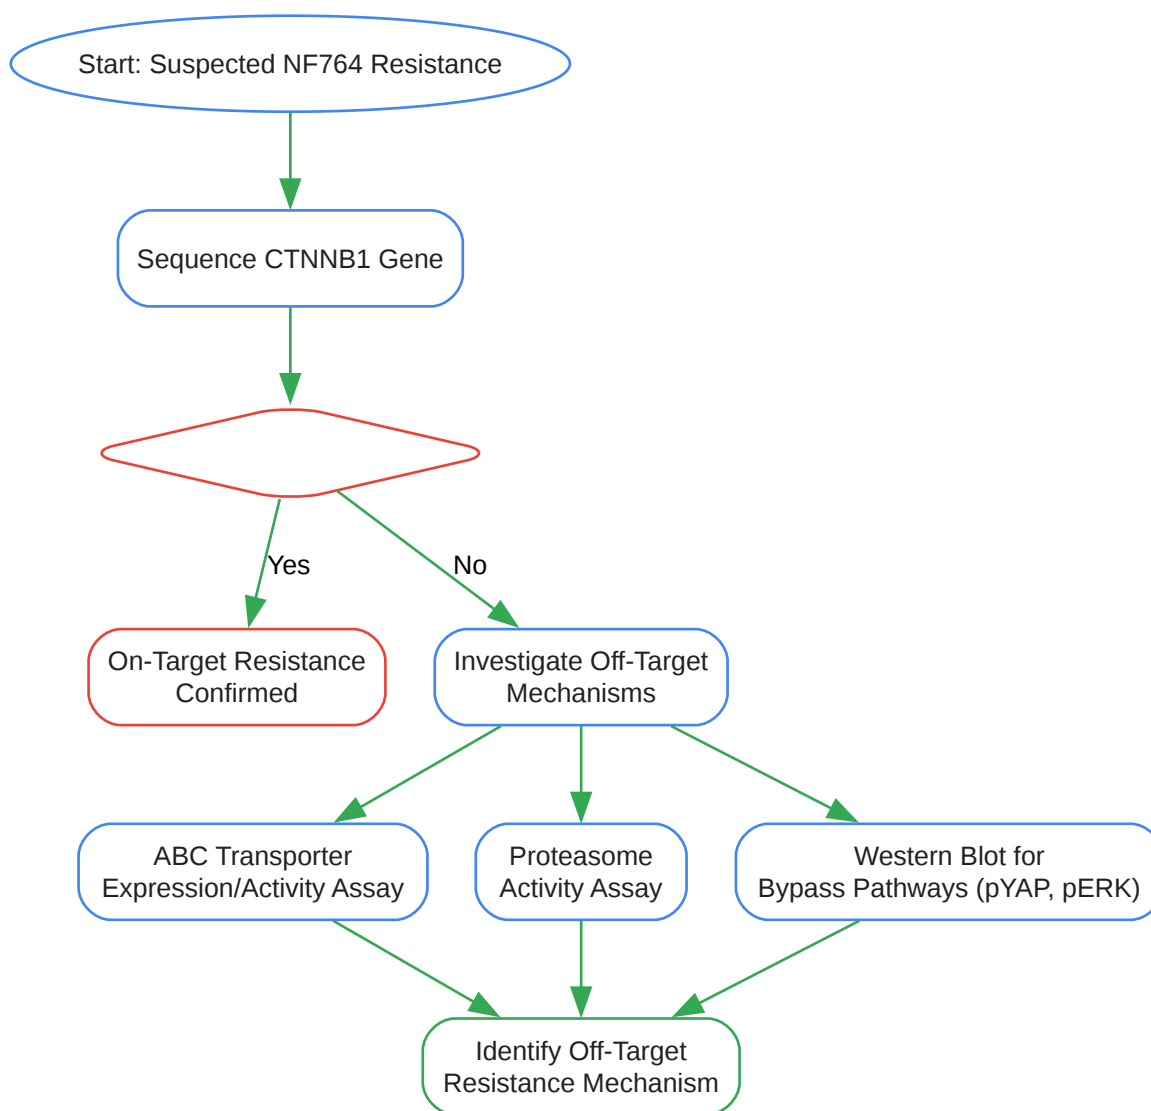 Start: Suspected NF764 Resistance
Sequence CTNNB1 Gene
Yes
No
On-Target Resistance
Confirmed
Investigate Off-Target
Mechanisms
ABC Transporter
Expression/Activity Assay
Proteasome
Activity Assay
Western Blot for
Bypass Pathways (pYAP, pERK)
Identify Off-Target
Resistance Mechanism